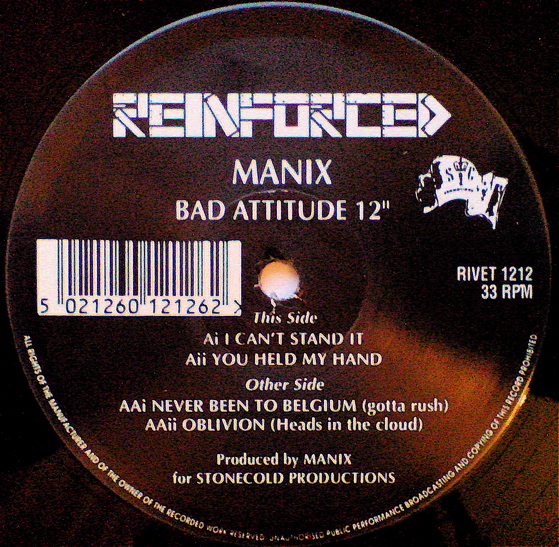 REINFORCED
MANIX
BAD ATTITUDE 12"
RIVET 1212
33 RPM
5 021260 121262 >
This Side
Ai I CAN'T STAND IT
Aii YOU HELD MY HAND
Other Side
AAi NEVER BEEN TO BELGIUM (gotta rush)
AAii OBLIVION (Heads in the cloud)
Produced by MANIX
for STONECOLD PRODUCTIONS
ALL RIGHTS OF THE MANUFACTURER AND OF THE OWNER OF THE RECORDED WORK RESERVED. UNAUTHORISED PUBLIC PERFORMANCE BROADCASTING AND COPYING OF THIS RECORD PROHIBITED